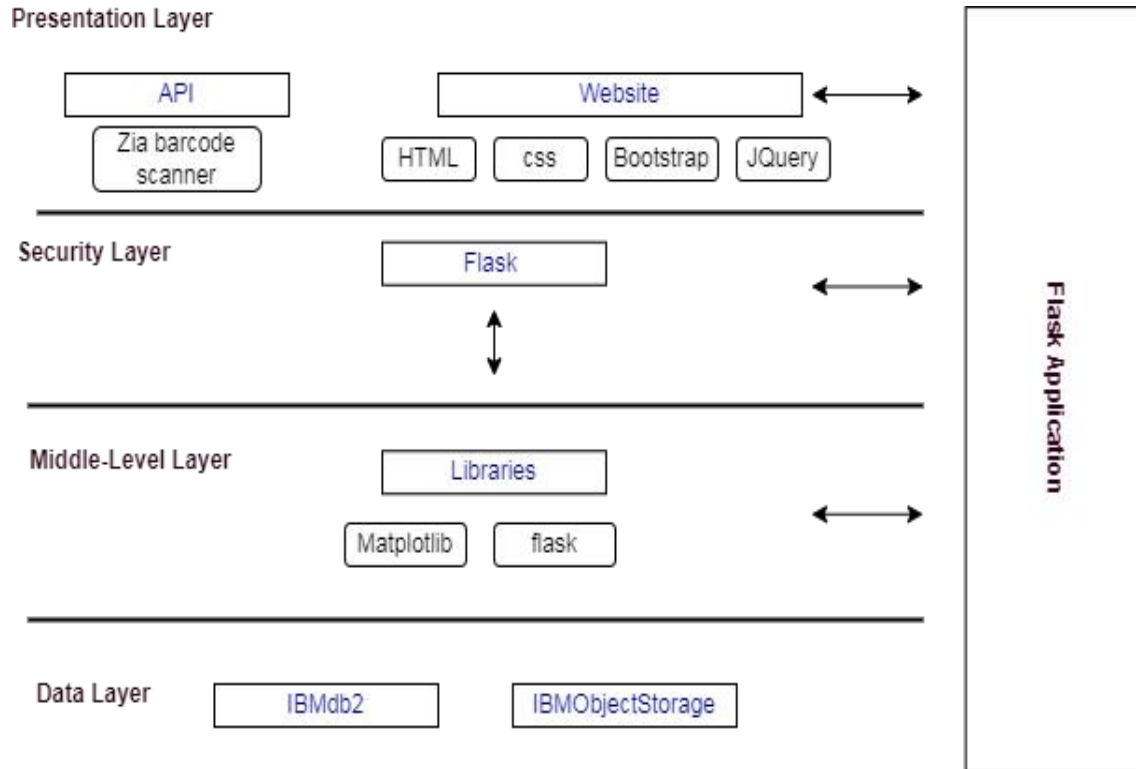 Presentation Layer
API
Website
Zia barcode
scanner
HTML
css
Bootstrap
JQuery
Security Layer
Flask
Middle-Level Layer
Libraries
Matplotlib
flask
Data Layer
IBMdb2
IBMObjectStorage
Flask Application